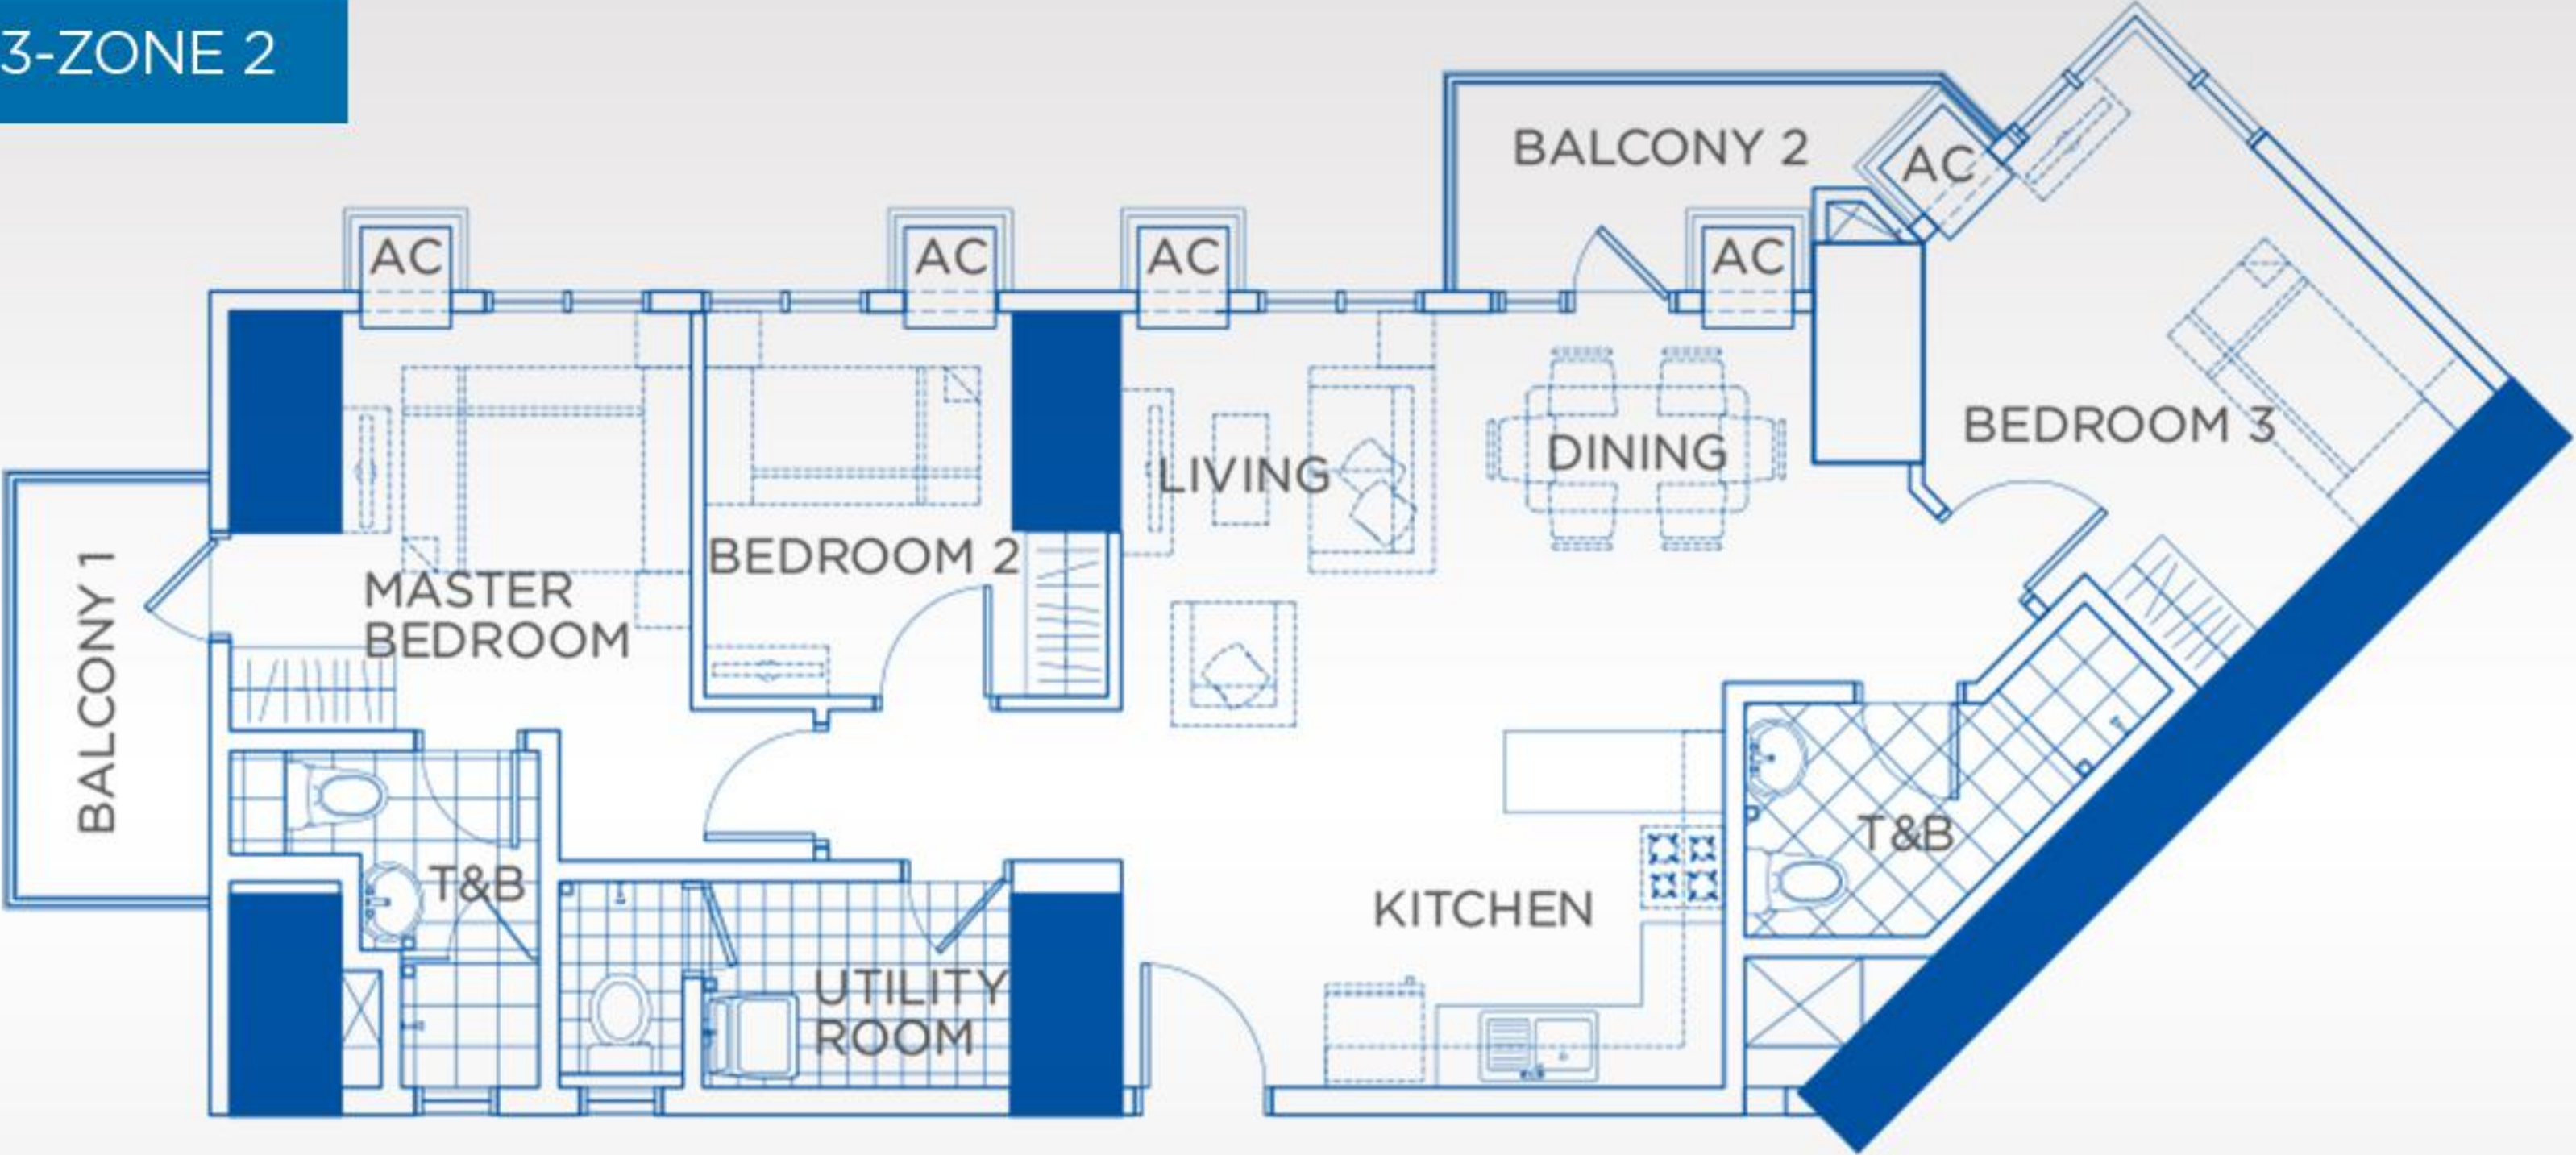 3-ZONE 2
BALCONY 2
AC
AC
AC
AC
AC
BALCONY 1
MASTER
BEDROOM
BEDROOM 2
LIVING
DINING
BEDROOM 3
T&B
UTILITY
ROOM
KITCHEN
T&B